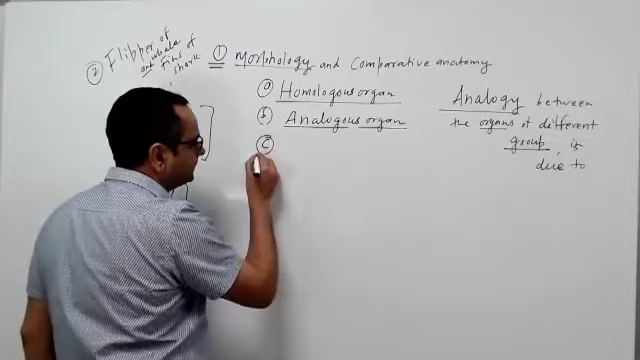 ② Flipper of
whale
and fins of
shark
① Morphology and Comparative anatomy.
ⓐ Homologous organ
ⓑ Analogous organ
ⓒ
Analogy between
the organs of different
group, is
due to